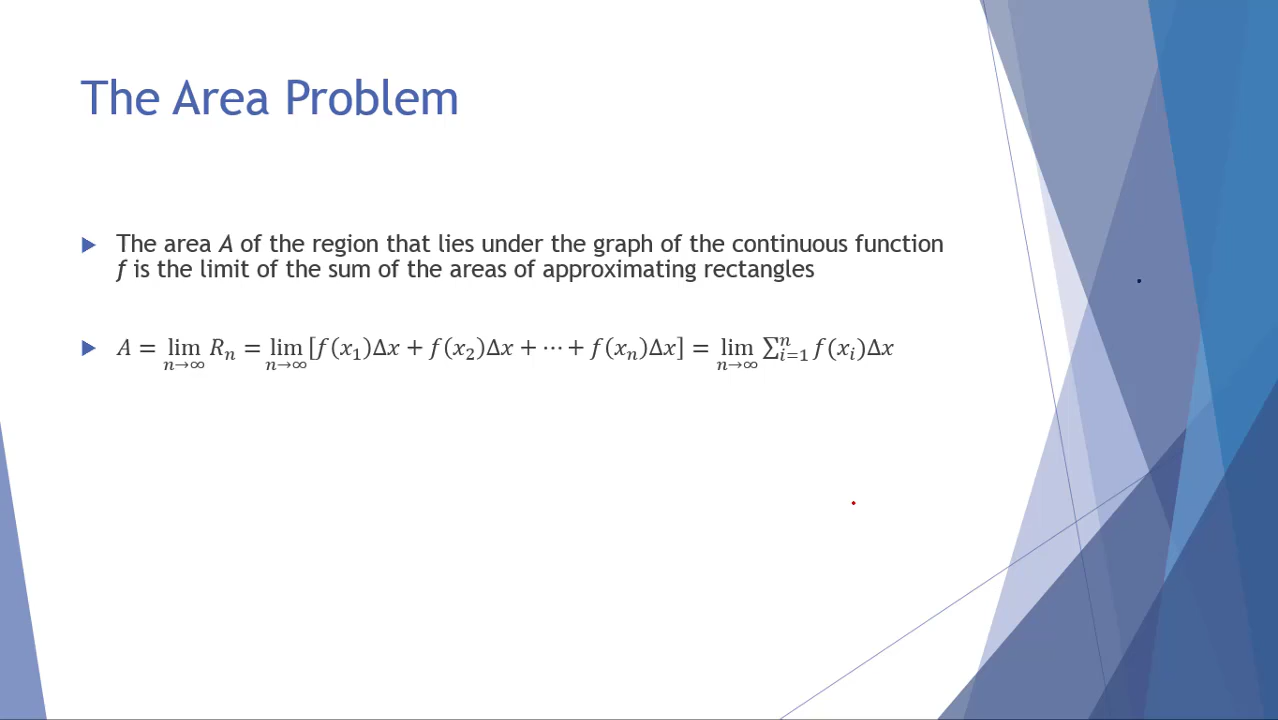 The Area Problem
The area A of the region that lies under the graph of the continuous function
f is the limit of the sum of the areas of approximating rectangles
A = lim_{n→∞} R_n = lim_{n→∞} [f(x_1)Δx + f(x_2)Δx + ⋯ + f(x_n)Δx] = lim_{n→∞} ∑_{i=1}^{n} f(x_i)Δx